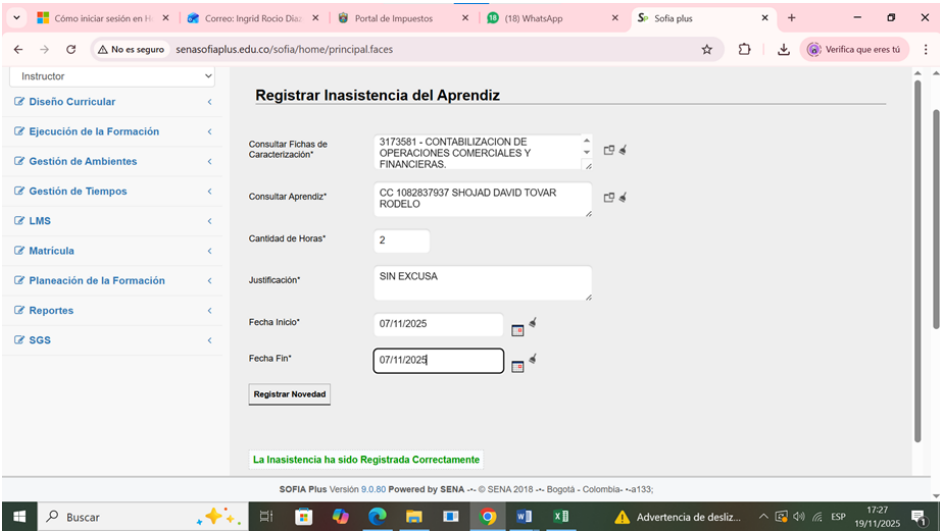 Cómo iniciar sesión en H
Correo: Ingrid Rocio Diaz
Portal de Impuestos
(18) WhatsApp
Sofia plus
No es seguro
senasofiaplus.edu.co/sofia/home/principal.faces
Verifica que eres tú
Instructor
Diseño Curricular
Ejecución de la Formación
Gestión de Ambientes
Gestión de Tiempos
LMS
Matrícula
Planeación de la Formación
Reportes
SGS
Registrar Inasistencia del Aprendiz
Consultar Fichas de
Caracterización*
3173581 - CONTABILIZACION DE
OPERACIONES COMERCIALES Y
FINANCIERAS.
Consultar Aprendiz*
CC 1082837937 SHOJAD DAVID TOVAR
RODELO
Cantidad de Horas*
2
Justificación*
SIN EXCUSA
Fecha Inicio*
07/11/2025
Fecha Fin*
07/11/2025
Registrar Novedad
La Inasistencia ha sido Registrada Correctamente
SOFIA Plus Versión 9.0.80 Powered by SENA -•- © SENA 2018 -•- Bogotá - Colombia- -•-a133;
Buscar
Advertencia de desliz...
ESP
17:27
19/11/2025